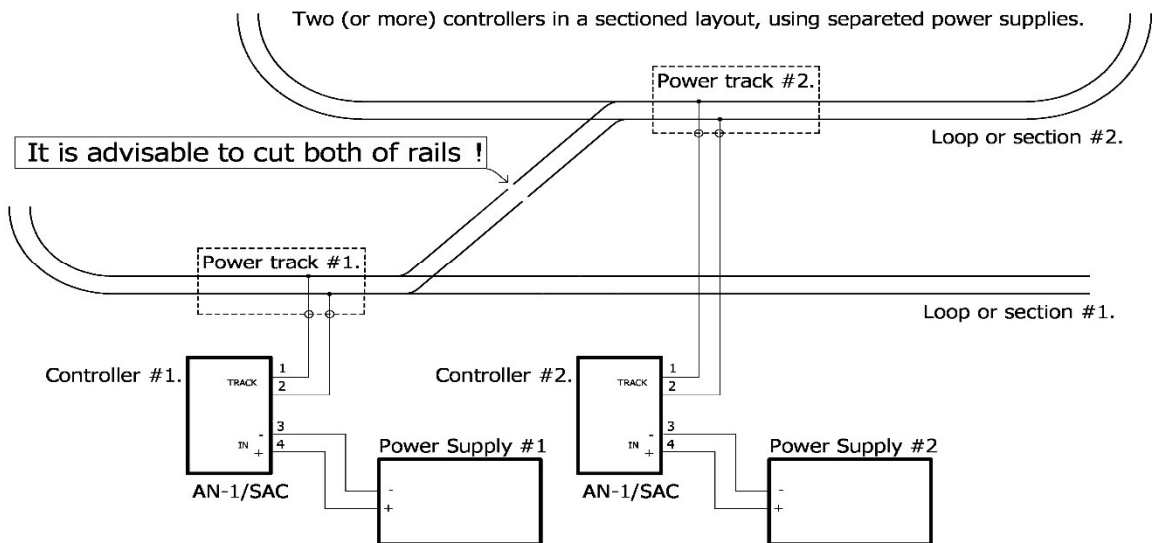 Two (or more) controllers in a sectioned layout, using separeted power supplies.
Power track #2.
Loop or section #2.
It is advisable to cut both of rails !
Power track #1.
Loop or section #1.
Controller #1.
TRACK
1
2
IN
-
+
3
4
AN-1/SAC
Power Supply #1
-
+
Controller #2.
TRACK
1
2
IN
-
+
3
4
AN-1/SAC
Power Supply #2
-
+